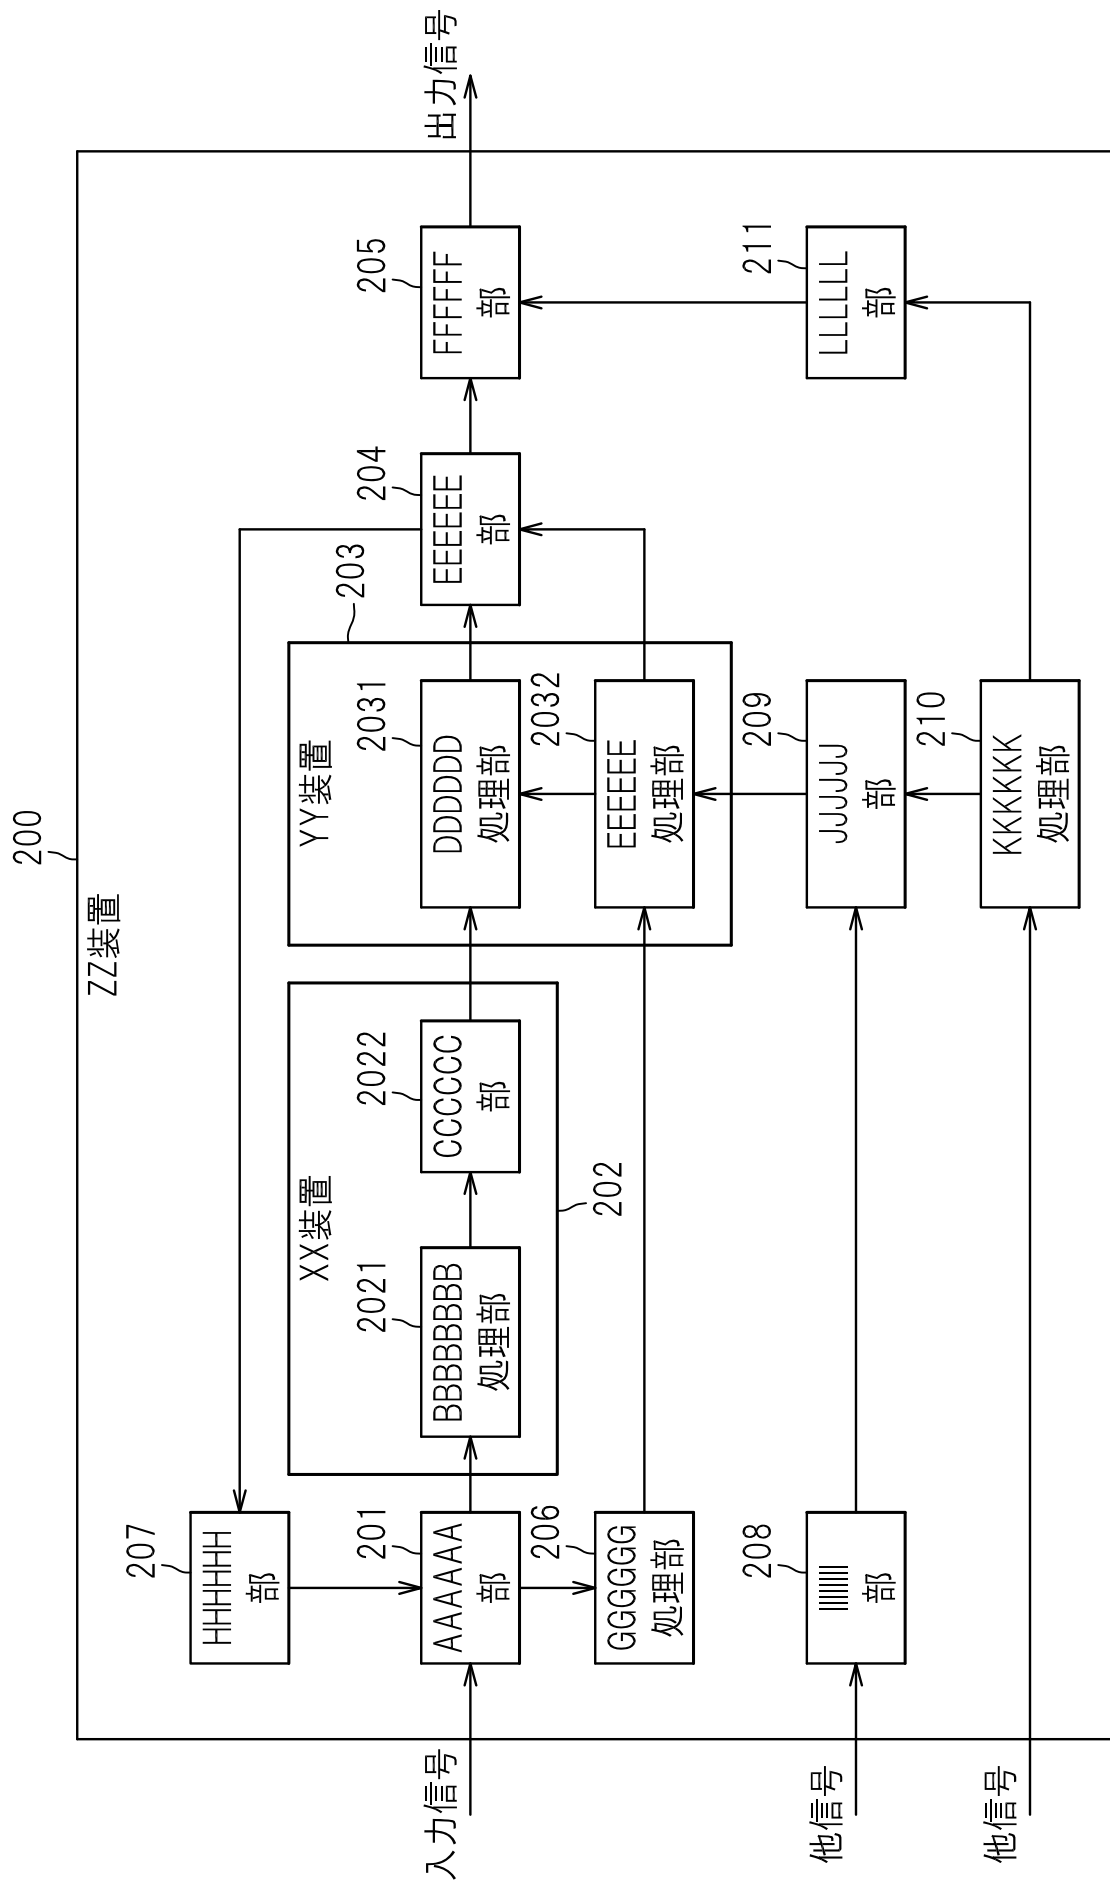 200
ZZ装置
207
HHHHHH
部
XX装置
YY装置
203
201
2021
2022
2031
204
205
入力信号
AAAAAA
部
BBBBBBBB
処理部
CCCCCC
部
DDDDDD
処理部
EEEEEE
部
FFFFFF
部
出力信号
206
202
2032
GGGGGG
処理部
EEEEEE
処理部
208
209
211
他信号
IIIIIIII
部
JJJJJJ
部
LLLLLL
部
210
他信号
KKKKKK
処理部